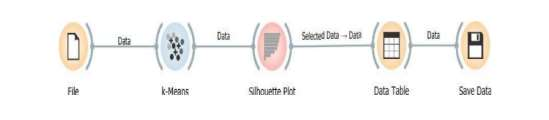 Data
Data
Selected Data → Data
Data
File
k-Means
Silhouette Plot
Data Table
Save Data